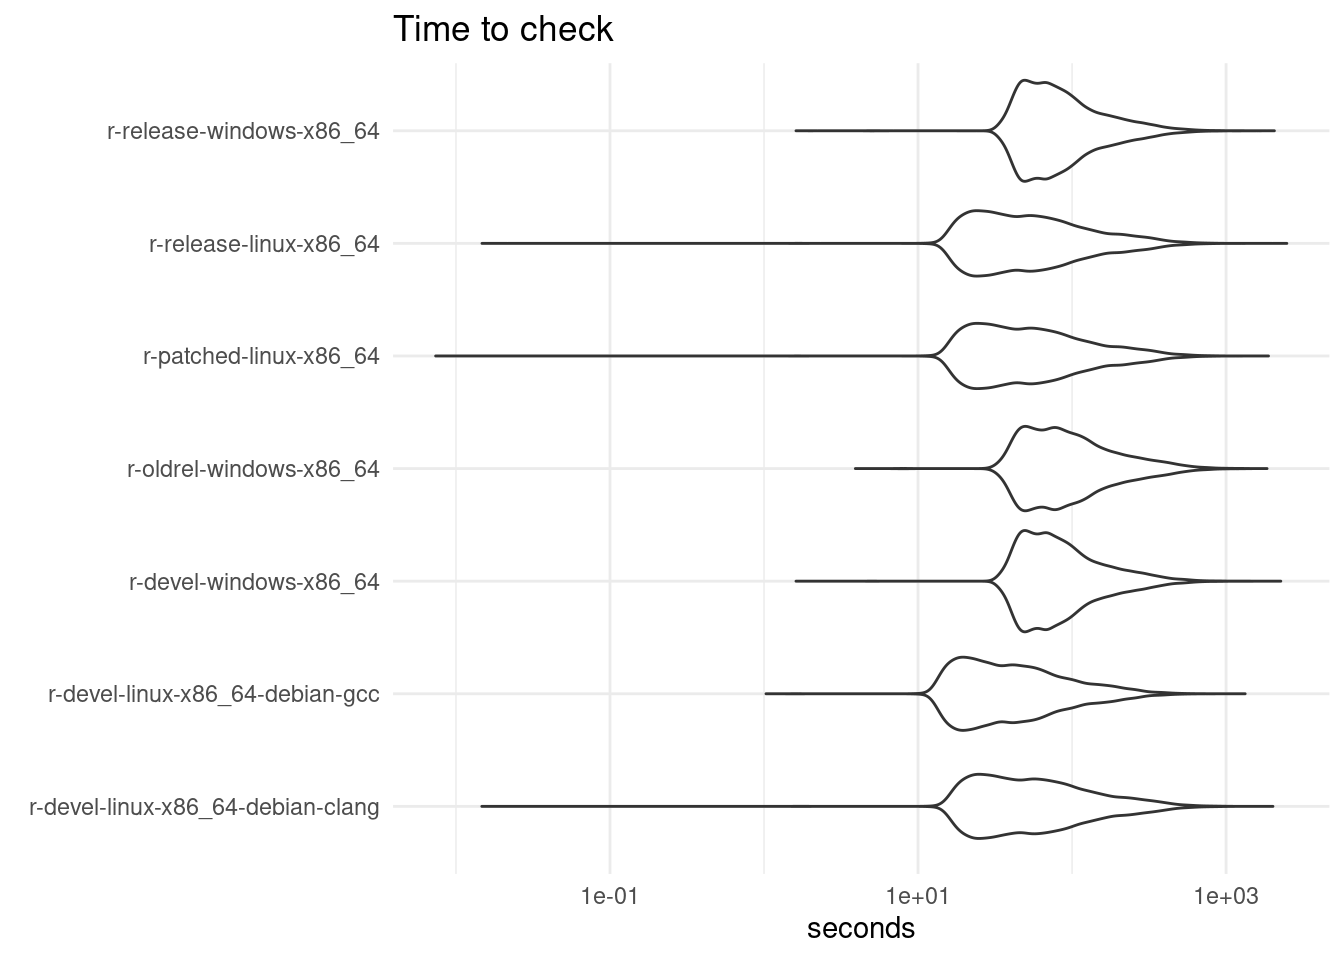 Time to check
r-release-windows-x86_64
r-release-linux-x86_64
r-patched-linux-x86_64
r-oldrel-windows-x86_64
r-devel-windows-x86_64
r-devel-linux-x86_64-debian-gcc
r-devel-linux-x86_64-debian-clang
1e-01 1e+01 1e+03
seconds